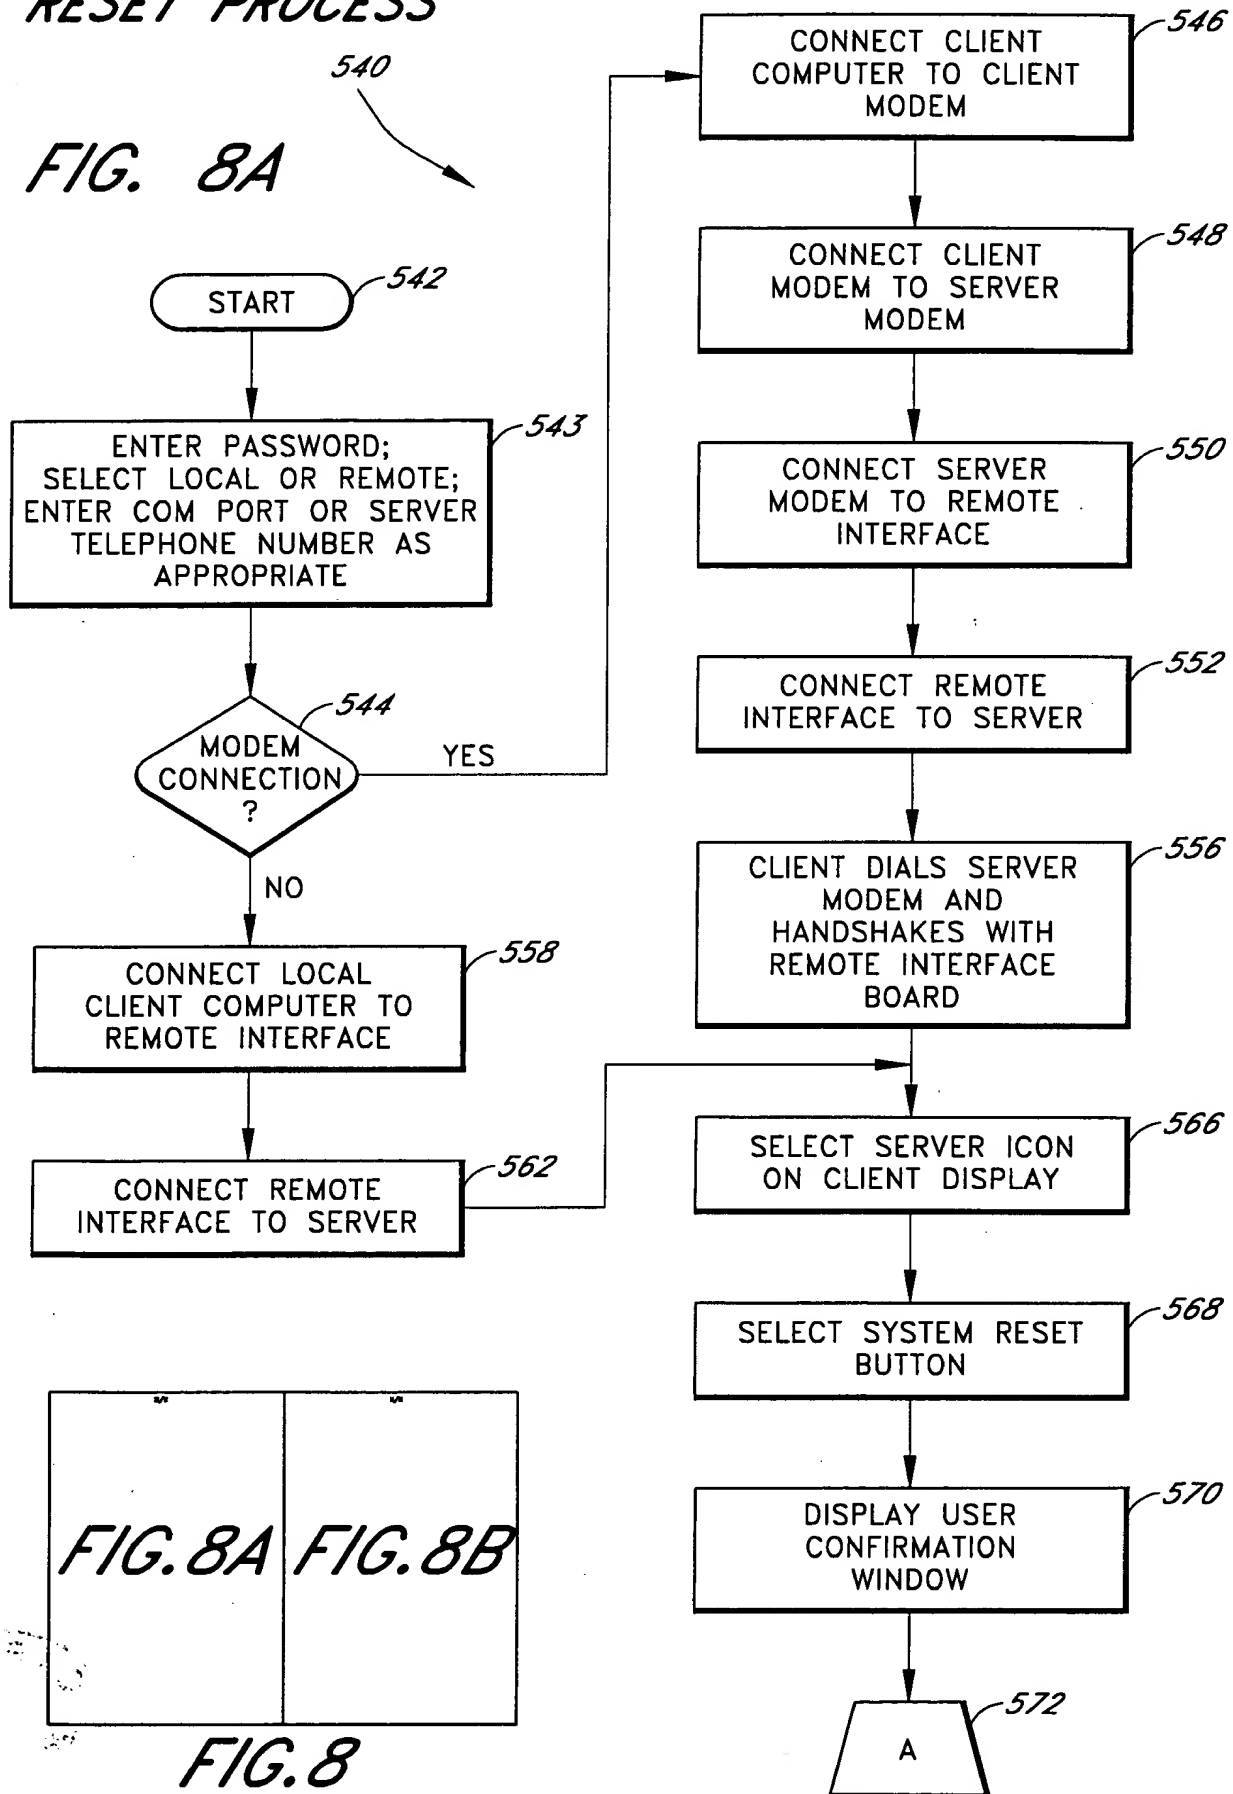 RESET PROCESS
540
FIG. 8A
START
542
ENTER PASSWORD;
SELECT LOCAL OR REMOTE;
ENTER COM PORT OR SERVER
TELEPHONE NUMBER AS
APPROPRIATE
543
MODEM
CONNECTION
?
544
YES
NO
CONNECT LOCAL
CLIENT COMPUTER TO
REMOTE INTERFACE
558
CONNECT REMOTE
INTERFACE TO SERVER
562
CONNECT CLIENT
COMPUTER TO CLIENT
MODEM
546
CONNECT CLIENT
MODEM TO SERVER
MODEM
548
CONNECT SERVER
MODEM TO REMOTE
INTERFACE
550
CONNECT REMOTE
INTERFACE TO SERVER
552
CLIENT DIALS SERVER
MODEM AND
HANDSHAKES WITH
REMOTE INTERFACE
BOARD
556
SELECT SERVER ICON
ON CLIENT DISPLAY
566
SELECT SYSTEM RESET
BUTTON
568
DISPLAY USER
CONFIRMATION
WINDOW
570
A
572
FIG.8A
FIG.8B
FIG.8